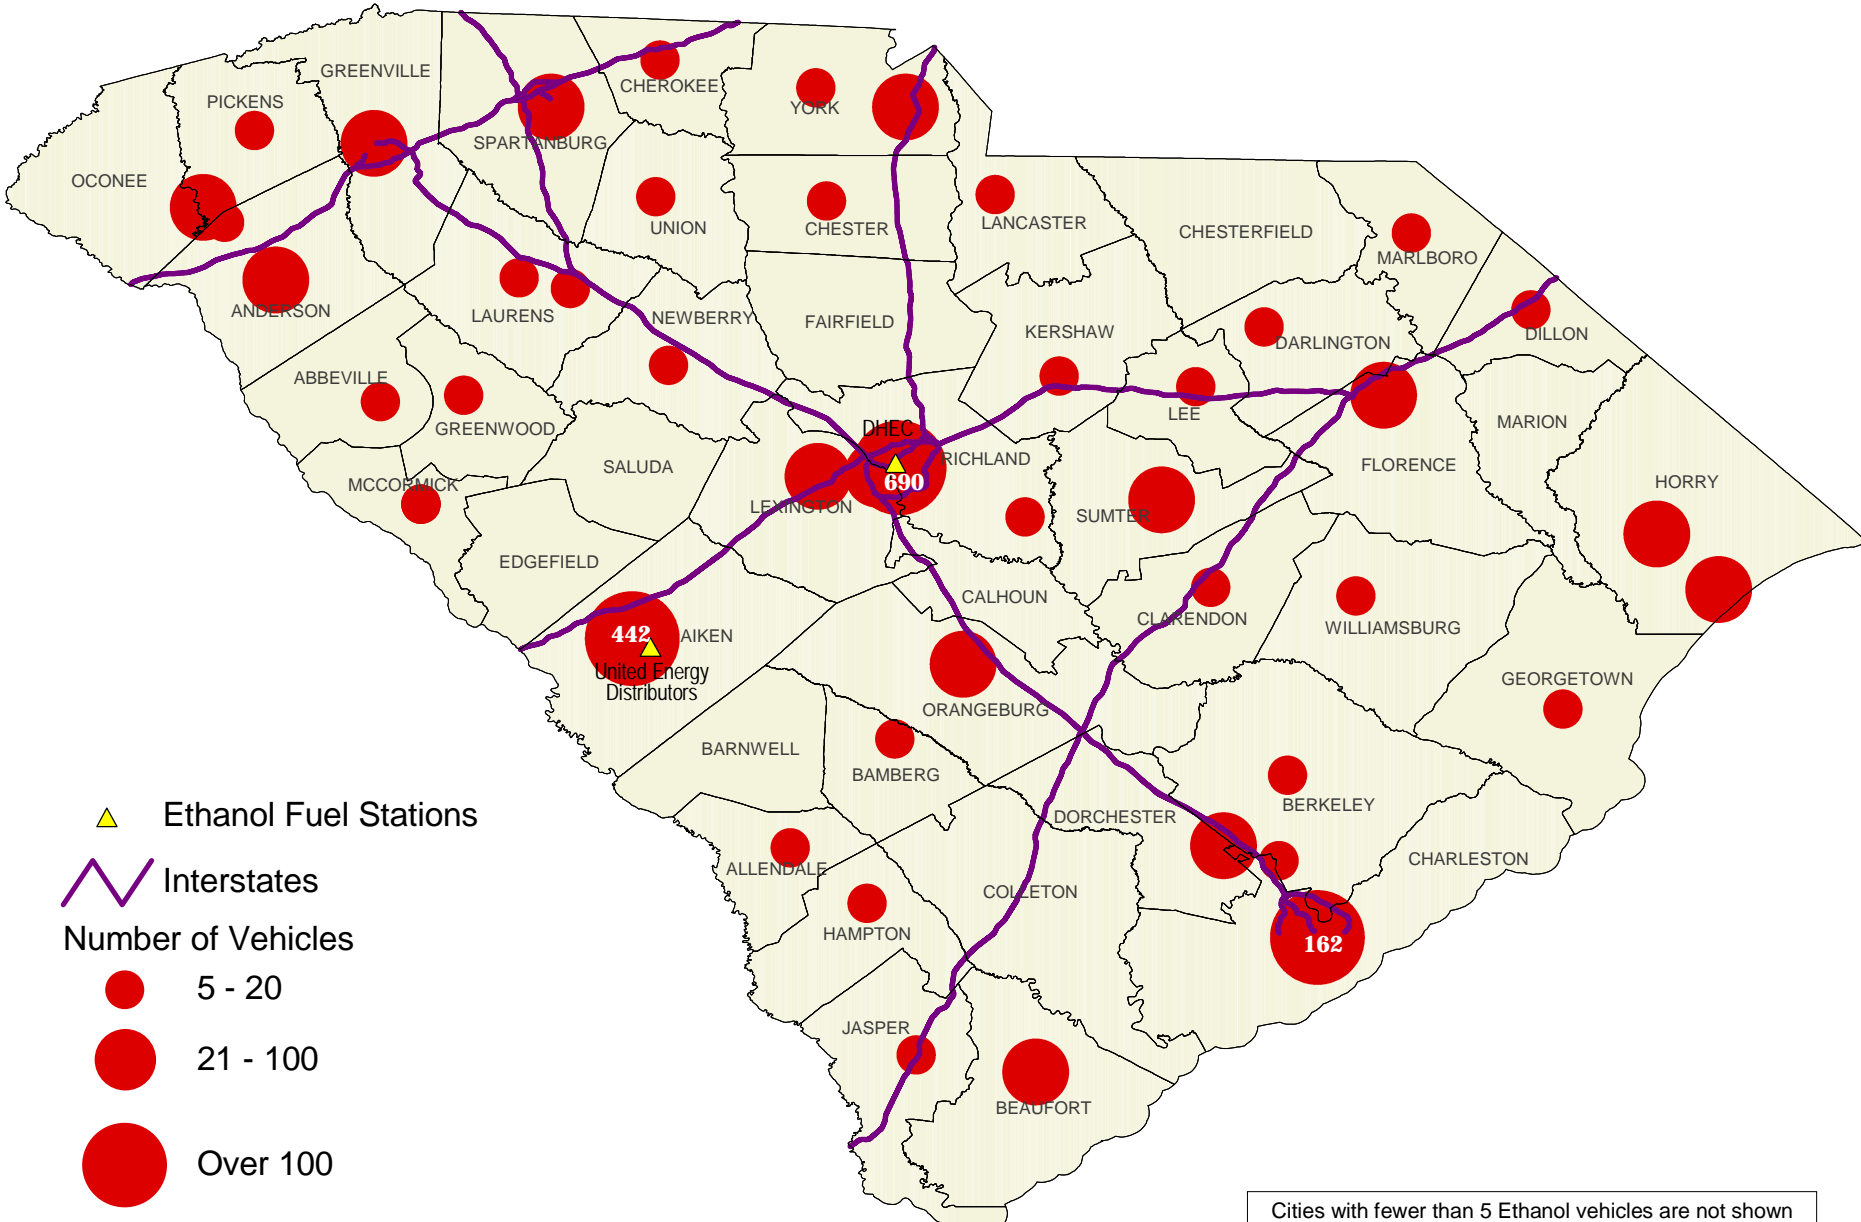 GREENVILLE
PICKENS
CHEROKEE
YORK
SPARTANBURG
OCONEE
UNION
CHESTER
LANCASTER
CHESTERFIELD
MARLBORO
ANDERSON
LAURENS
NEWBERRY
FAIRFIELD
KERSHAW
DARLINGTON
DILLON
ABBEVILLE
GREENWOOD
LEE
MARION
DHEC
RICHLAND
690
SALUDA
FLORENCE
HORRY
MCCORMICK
LEXINGTON
SUMTER
EDGEFIELD
CALHOUN
CLARENDON
WILLIAMSBURG
442
AIKEN
United Energy
Distributors
GEORGETOWN
ORANGEBURG
BARNWELL
BAMBERG
BERKELEY
DORCHESTER
CHARLESTON
ALLENDALE
COLLETON
HAMPTON
162
JASPER
BEAUFORT
Ethanol Fuel Stations
Interstates
Number of Vehicles
5 - 20
21 - 100
Over 100
Cities with fewer than 5 Ethanol vehicles are not shown